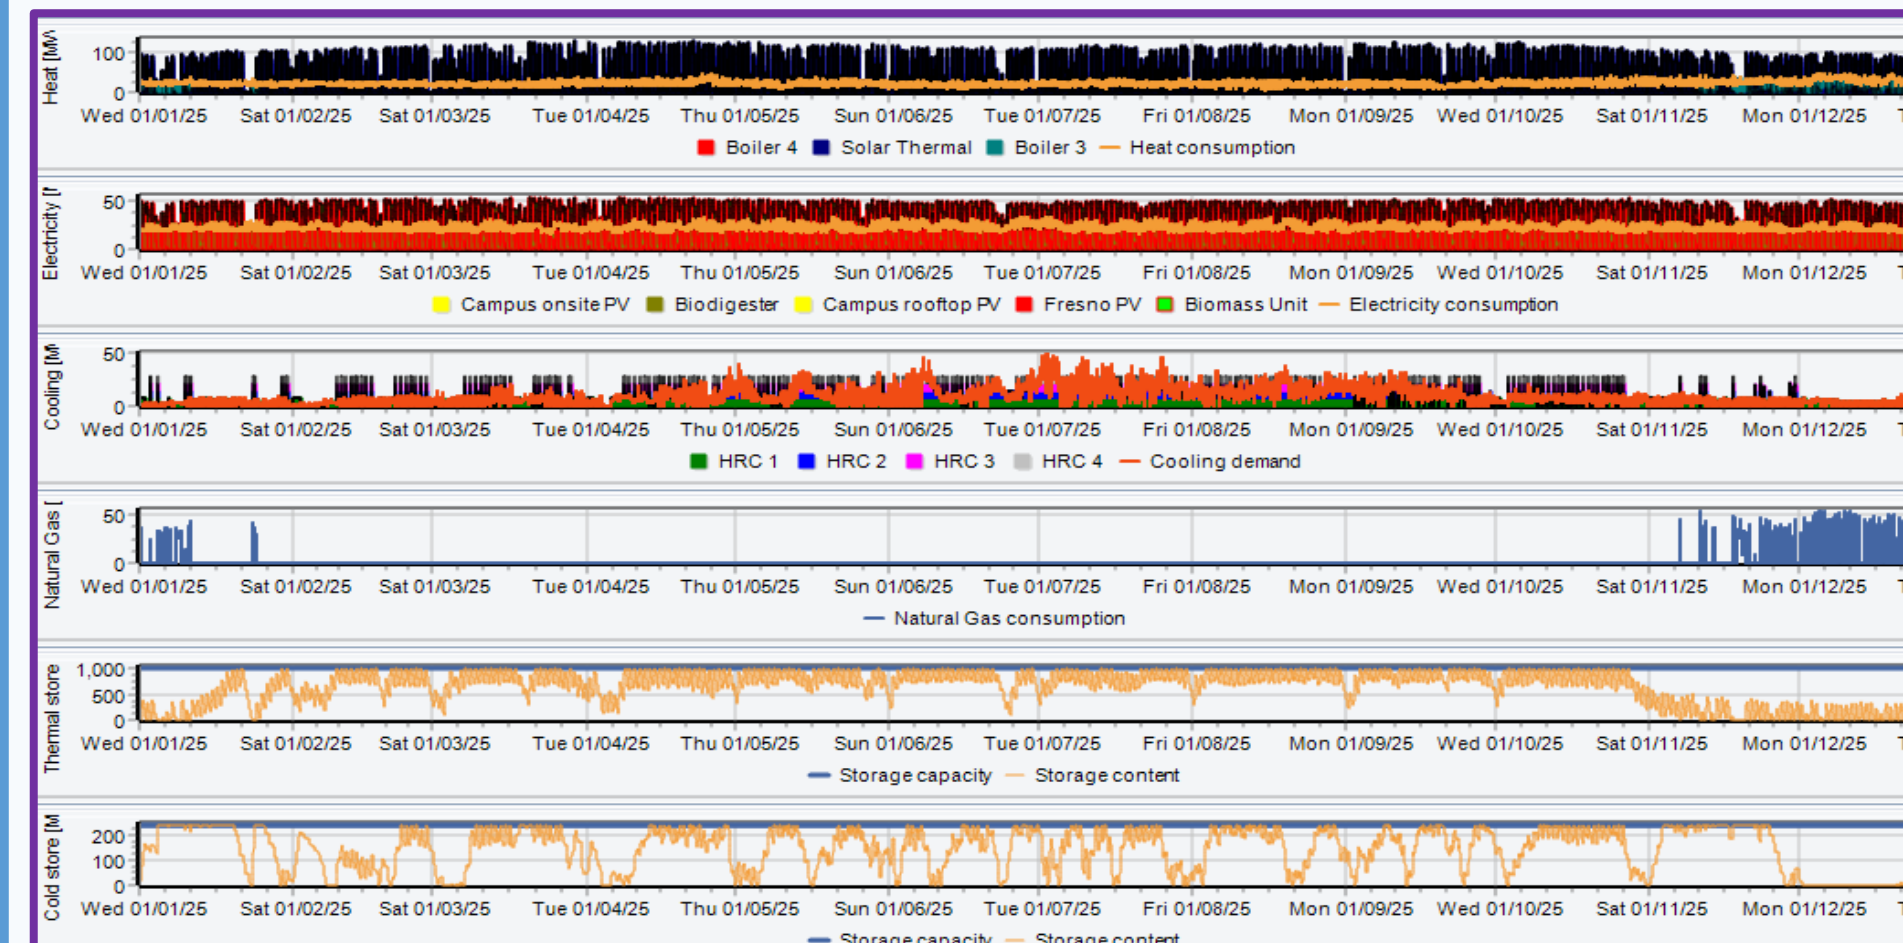 Heat [MW
100
0
Wed 01/01/25 Sat 01/02/25 Sat 01/03/25 Tue 01/04/25 Thu 01/05/25 Sun 01/06/25 Tue 01/07/25 Fri 01/08/25 Mon 01/09/25 Wed 01/10/25 Sat 01/11/25 Mon 01/12/25 T
Boiler 4 Solar Thermal Boiler 3 Heat consumption
Electricity [
50
0
Wed 01/01/25 Sat 01/02/25 Sat 01/03/25 Tue 01/04/25 Thu 01/05/25 Sun 01/06/25 Tue 01/07/25 Fri 01/08/25 Mon 01/09/25 Wed 01/10/25 Sat 01/11/25 Mon 01/12/25 T
Campus onsite PV Biodigester Campus rooftop PV Fresno PV Biomass Unit Electricity consumption
Cooling [M
50
0
Wed 01/01/25 Sat 01/02/25 Sat 01/03/25 Tue 01/04/25 Thu 01/05/25 Sun 01/06/25 Tue 01/07/25 Fri 01/08/25 Mon 01/09/25 Wed 01/10/25 Sat 01/11/25 Mon 01/12/25 T
HRC 1 HRC 2 HRC 3 HRC 4 Cooling demand
Natural Gas [
50
0
Wed 01/01/25 Sat 01/02/25 Sat 01/03/25 Tue 01/04/25 Thu 01/05/25 Sun 01/06/25 Tue 01/07/25 Fri 01/08/25 Mon 01/09/25 Wed 01/10/25 Sat 01/11/25 Mon 01/12/25 T
Natural Gas consumption
Thermal store
1,000
500
0
Wed 01/01/25 Sat 01/02/25 Sat 01/03/25 Tue 01/04/25 Thu 01/05/25 Sun 01/06/25 Tue 01/07/25 Fri 01/08/25 Mon 01/09/25 Wed 01/10/25 Sat 01/11/25 Mon 01/12/25 T
Storage capacity Storage content
Cold store [M
200
100
0
Wed 01/01/25 Sat 01/02/25 Sat 01/03/25 Tue 01/04/25 Thu 01/05/25 Sun 01/06/25 Tue 01/07/25 Fri 01/08/25 Mon 01/09/25 Wed 01/10/25 Sat 01/11/25 Mon 01/12/25 T
Storage capacity Storage content